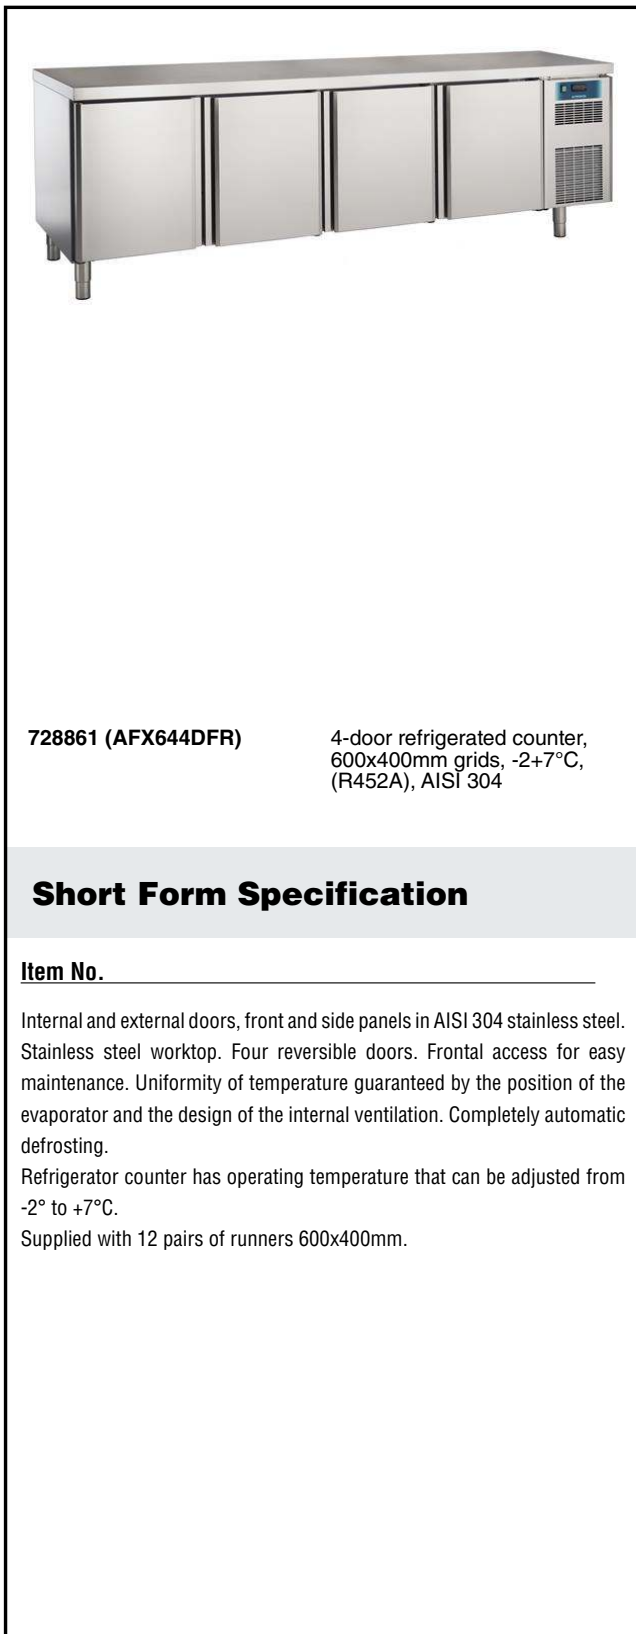 728861 (AFX644DFR)
4-door refrigerated counter,
600x400mm grids, -2+7°C,
(R452A), AISI 304
Short Form Specification
Item No.
Internal and external doors, front and side panels in AISI 304 stainless steel.
Stainless steel worktop. Four reversible doors. Frontal access for easy
maintenance. Uniformity of temperature guaranteed by the position of the
evaporator and the design of the internal ventilation. Completely automatic
defrosting.
Refrigerator counter has operating temperature that can be adjusted from
-2° to +7°C.
Supplied with 12 pairs of runners 600x400mm.